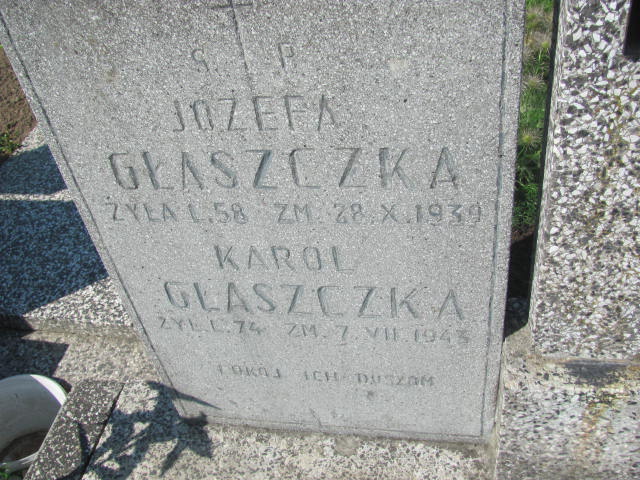 Ś. P.
JÓZEFA
GŁASZCZKA
ŻYŁA L. 58 ZM. 28. X. 1939
KAROL
GŁASZCZKA
ŻYŁ L. 74 ZM. 7. VII. 1943
POKÓJ ICH DUSZOM